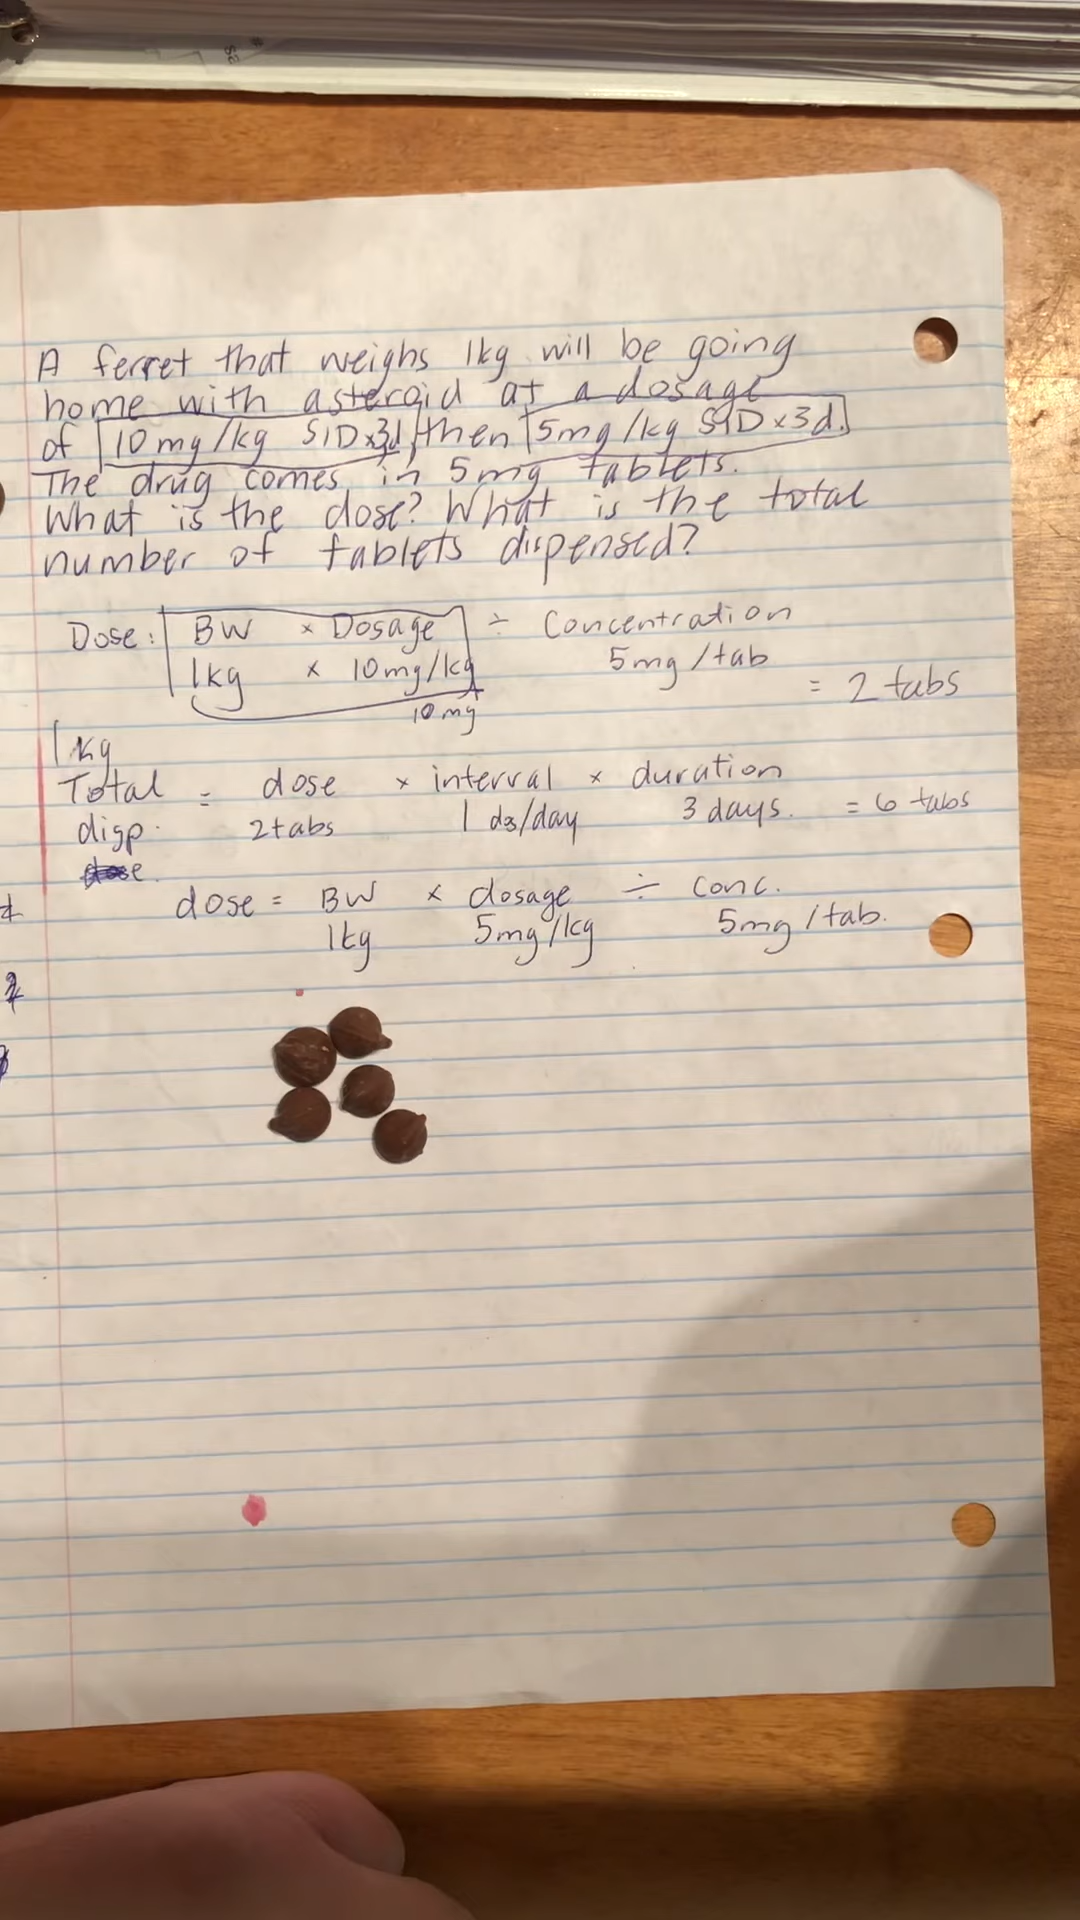 A ferret that weighs 1kg will be going
home with asteroid at a dosage
of 10mg/kg SID x3d, then 5mg/kg SID x3d.
The drug comes in 5mg tablets.
What is the dose? What is the total
number of tablets dispensed?
Dose: BW x Dosage ÷ Concentration
1kg x 10mg/kg 5mg/tab
= 2 tabs
10mg
1kg
Total = dose x interval x duration
disp. 2tabs 1 ds/day 3 days. = 6 tabs
dose = BW x dosage ÷ conc.
1kg 5mg/kg 5mg/tab.